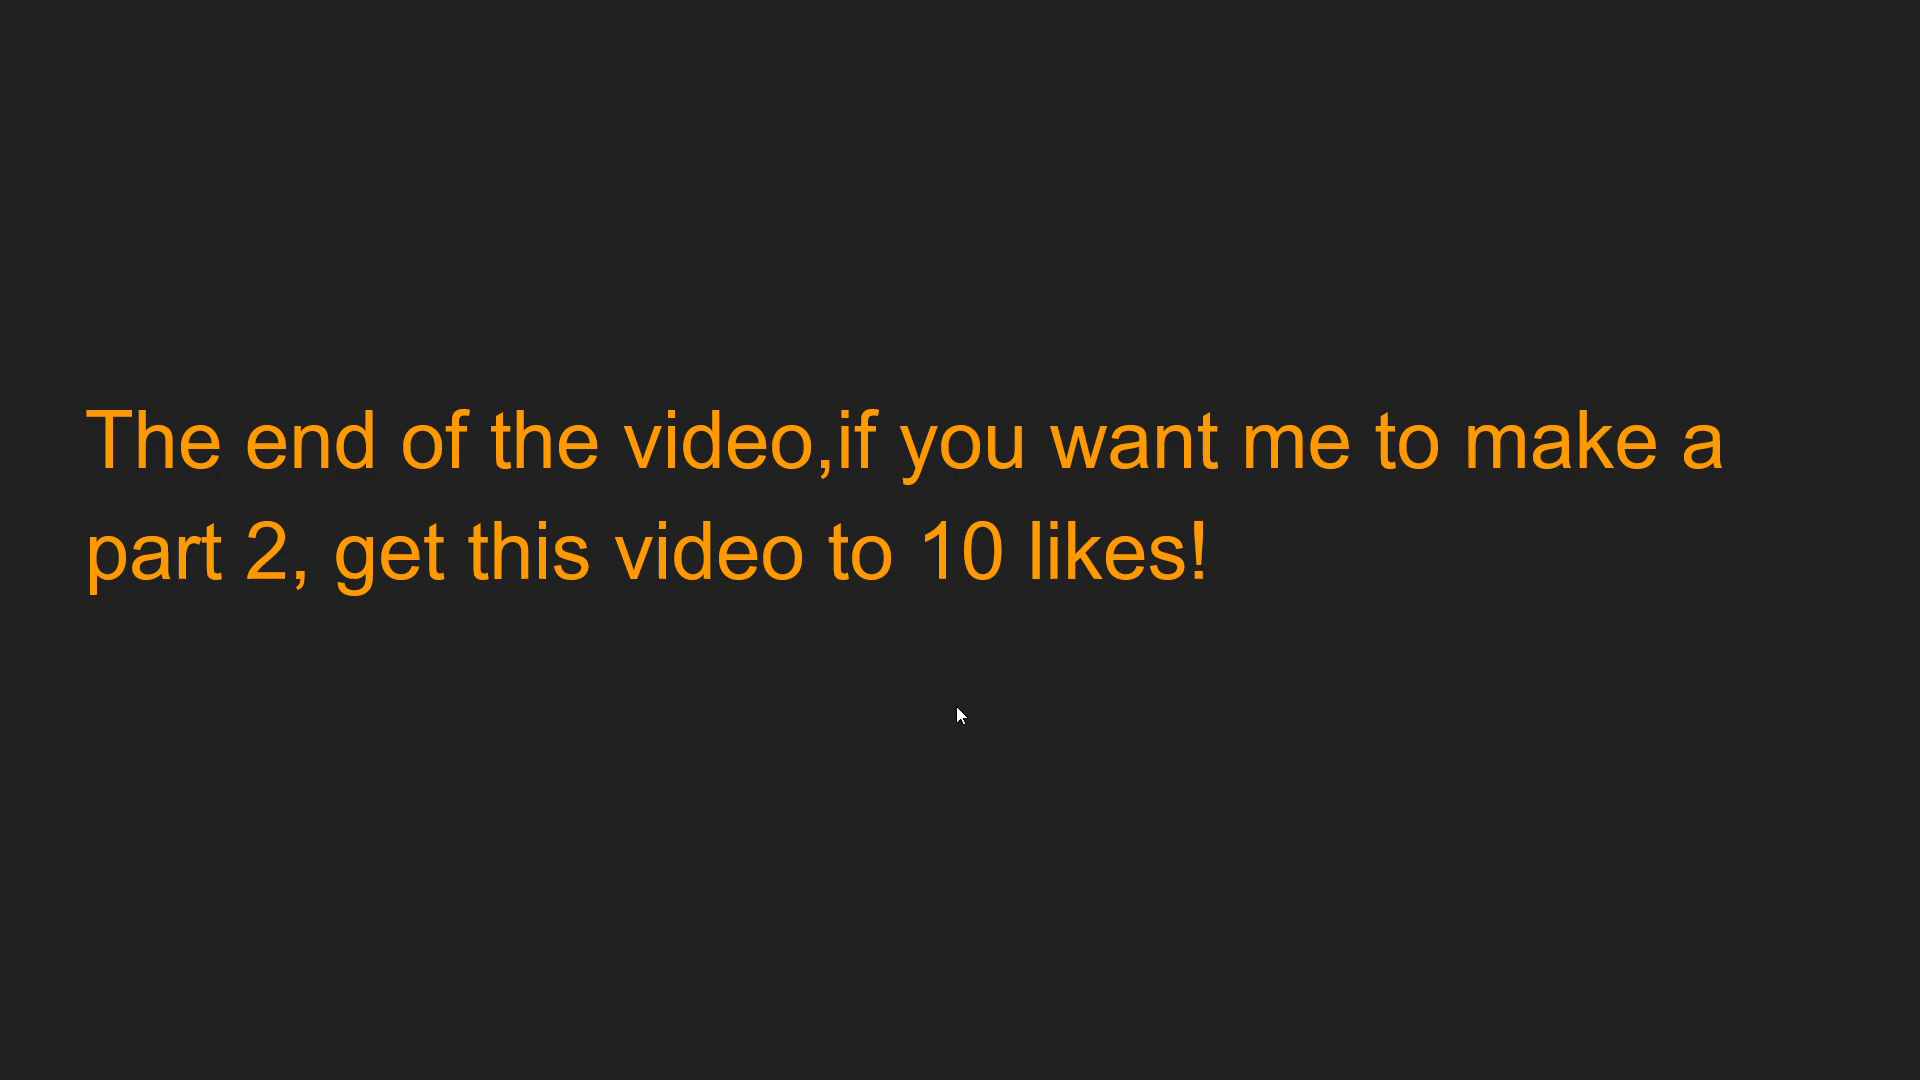 The end of the video,if you want me to make a
part 2, get this video to 10 likes!